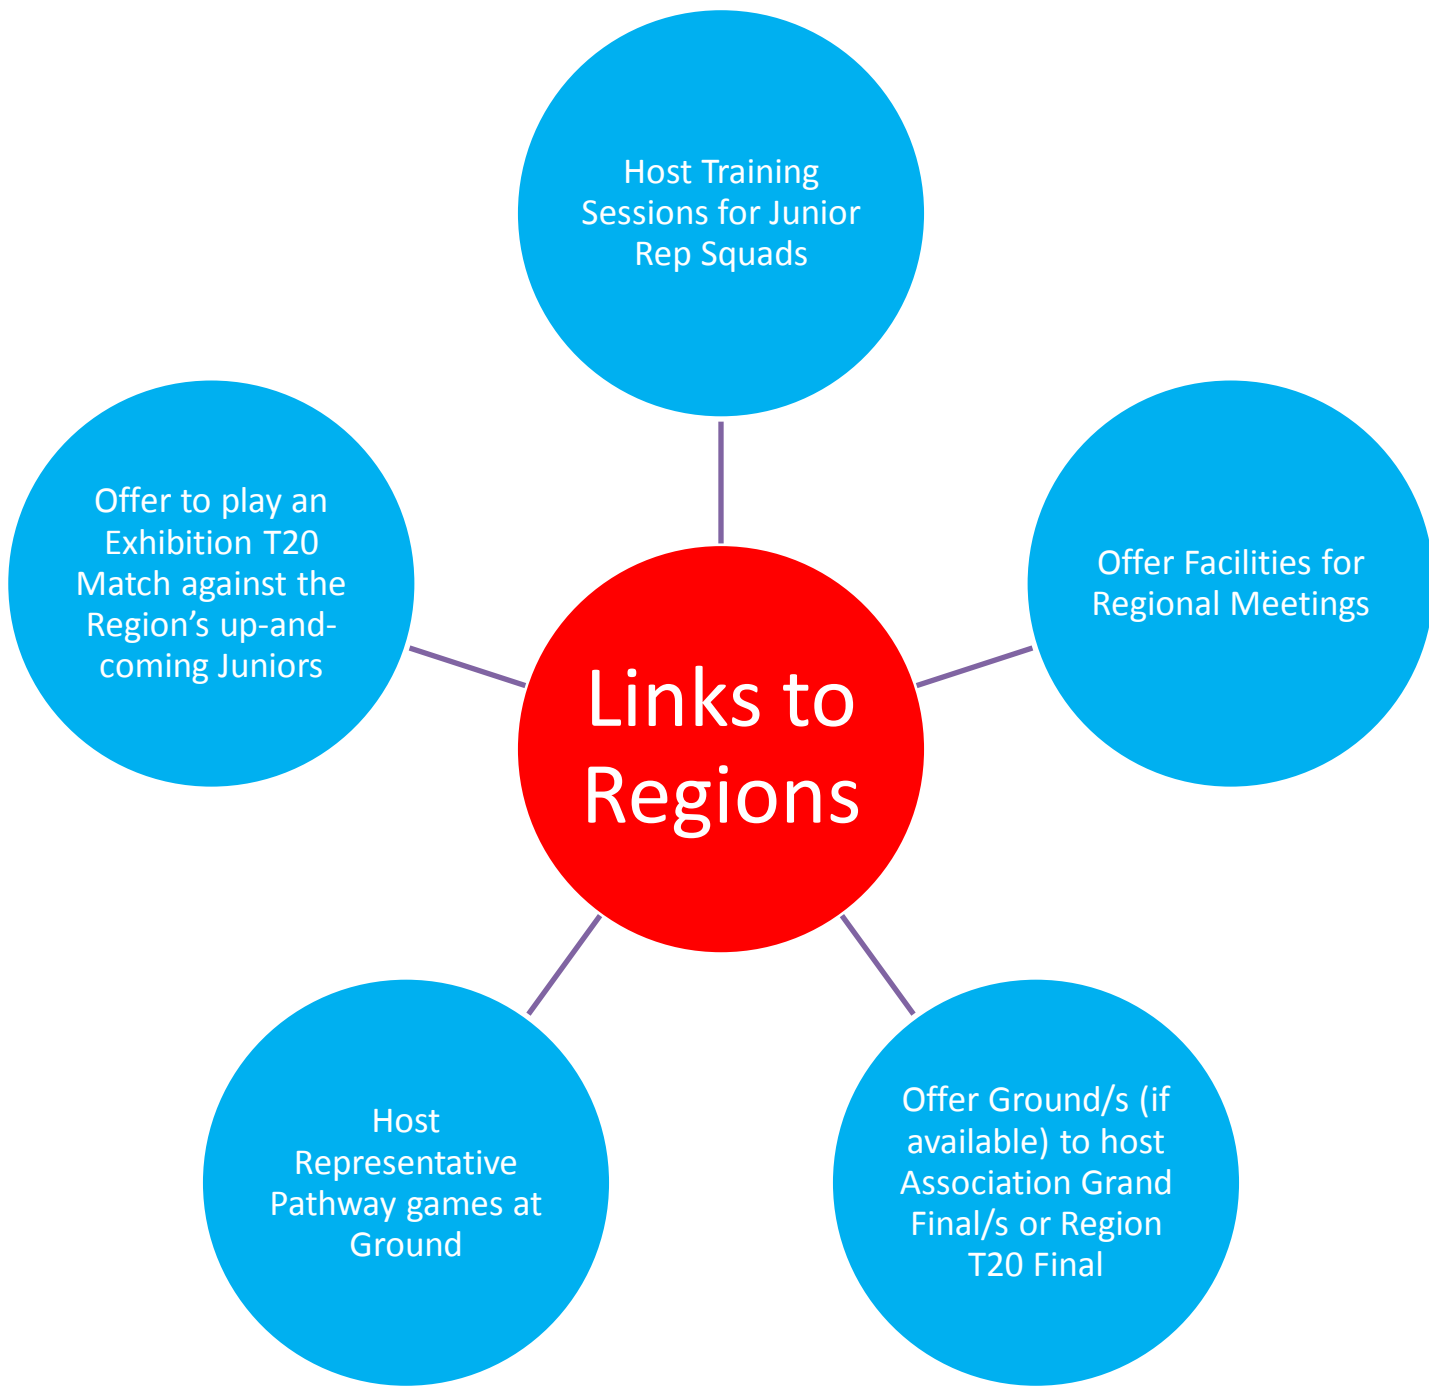 Host Training
Sessions for Junior
Rep Squads
Offer to play an
Exhibition T20
Match against the
Region’s up-and-
coming Juniors
Offer Facilities for
Regional Meetings
Links to
Regions
Host
Representative
Pathway games at
Ground
Offer Ground/s (if
available) to host
Association Grand
Final/s or Region
T20 Final